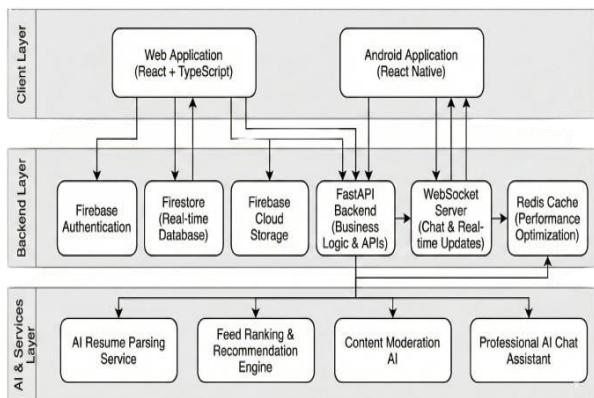 Client Layer
Web Application
(React + TypeScript)
Android Application
(React Native)
Backend Layer
Firebase
Authentication
Firestore
(Real-time
Database)
Firebase
Cloud
Storage
FastAPI
Backend
(Business
Logic & APIs)
WebSocket
Server
(Chat & Real-
time Updates)
Redis Cache
(Performance
Optimization)
AI & Services
Layer
AI Resume Parsing
Service
Feed Ranking &
Recommendation
Engine
Content Moderation
AI
Professional AI Chat
Assistant